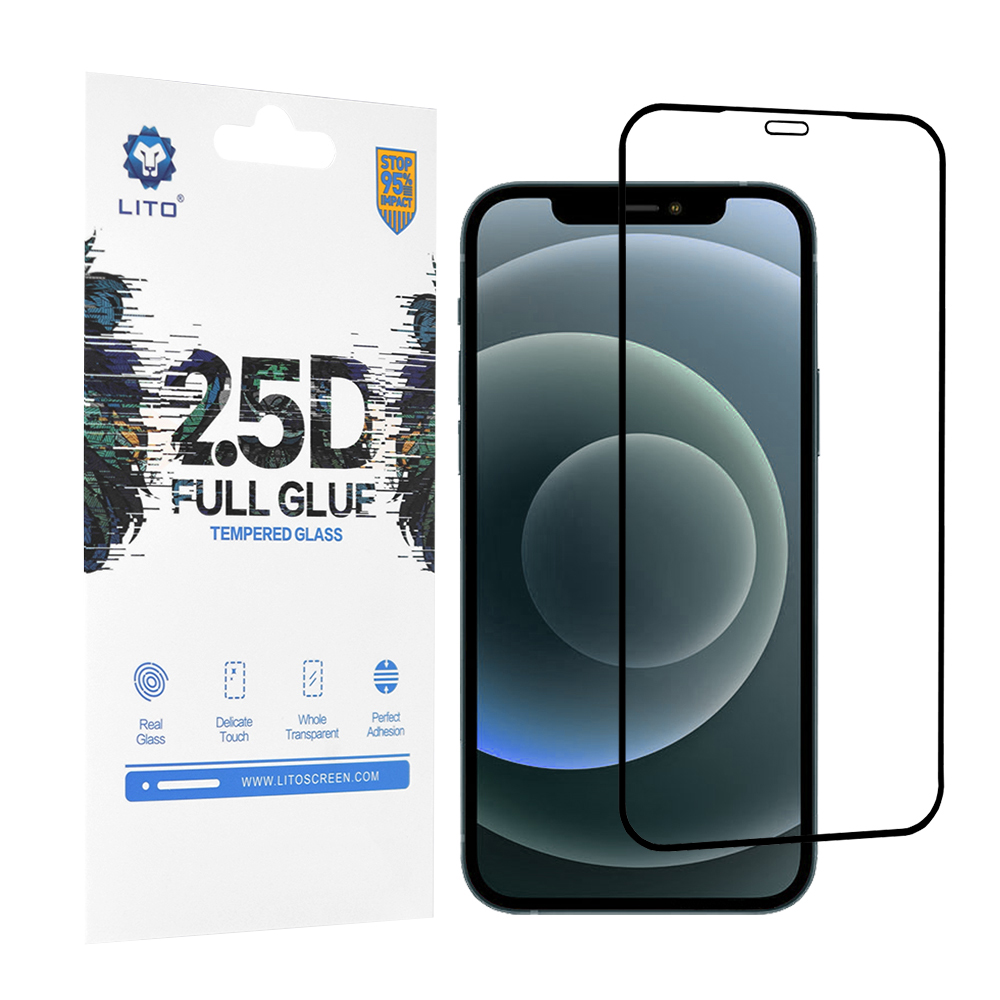 LITO®
STOP
95%
IMPACT
2.5D
FULL GLUE
TEMPERED GLASS
Real
Glass
Delicate
Touch
Whole
Transparent
Perfect
Adhesion
WWW.LITOSCREEN.COM